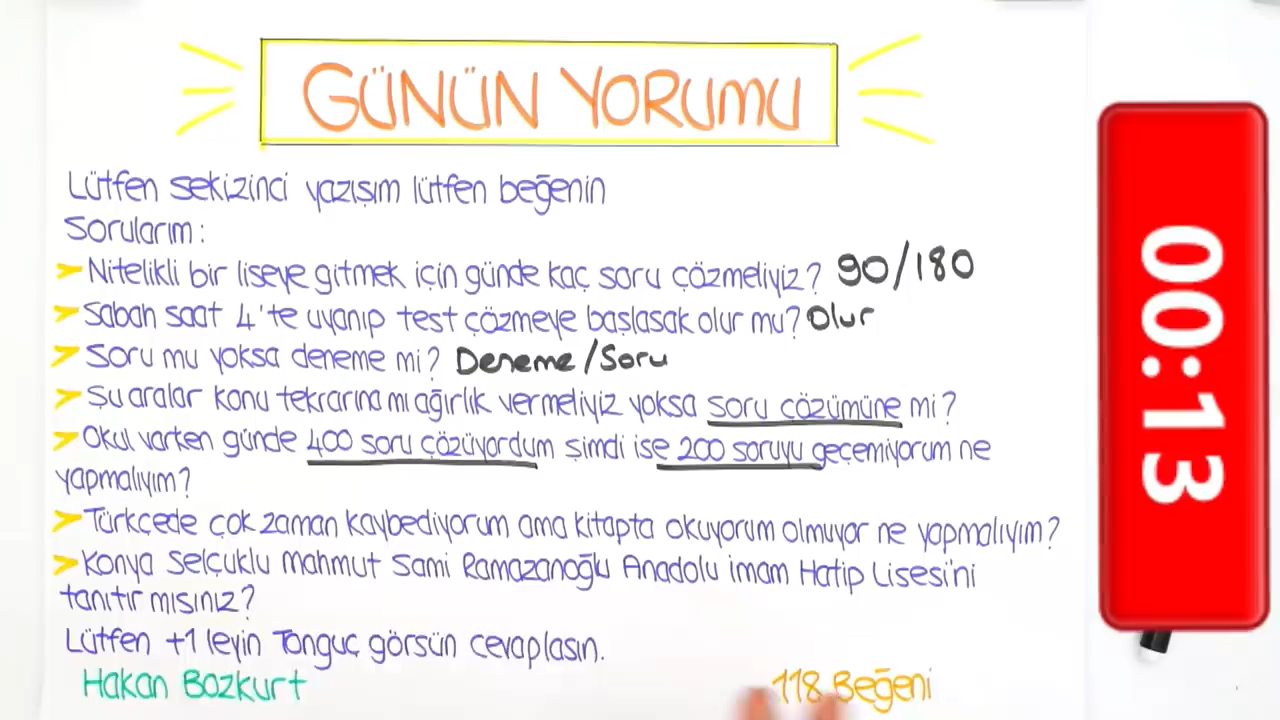 GÜNÜN YORUMU
Lütfen sekizinci yazışım lütfen beğenin
Sorularım:
➤ Nitelikli bir liseye gitmek için günde kaç soru çözmeliyiz? 90/180
➤ Sabah saat 4'te uyanıp test çözmeye başlasak olur mu? Olur
➤ Soru mu yoksa deneme mi? Deneme/Soru
➤ Şu aralar konu tekrarına mı ağırlık vermeliyiz yoksa soru çözümüne mi?
➤ Okul varken günde 400 soru çözüyordum şimdi ise 200 soruyu geçemiyorum ne
yapmalıyım?
➤ Türkçede çok zaman kaybediyorum ama kitapta okuyorum olmuyor ne yapmalıyım?
➤ Konya Selçuklu Mahmut Sami Ramazanoğlu Anadolu İmam Hatip Lisesi'ni
tanıtır mısınız?
Lütfen +1 leyin Tonguç görsün cevaplasın.
Hakan Bozkurt
118 Beğeni
00:13